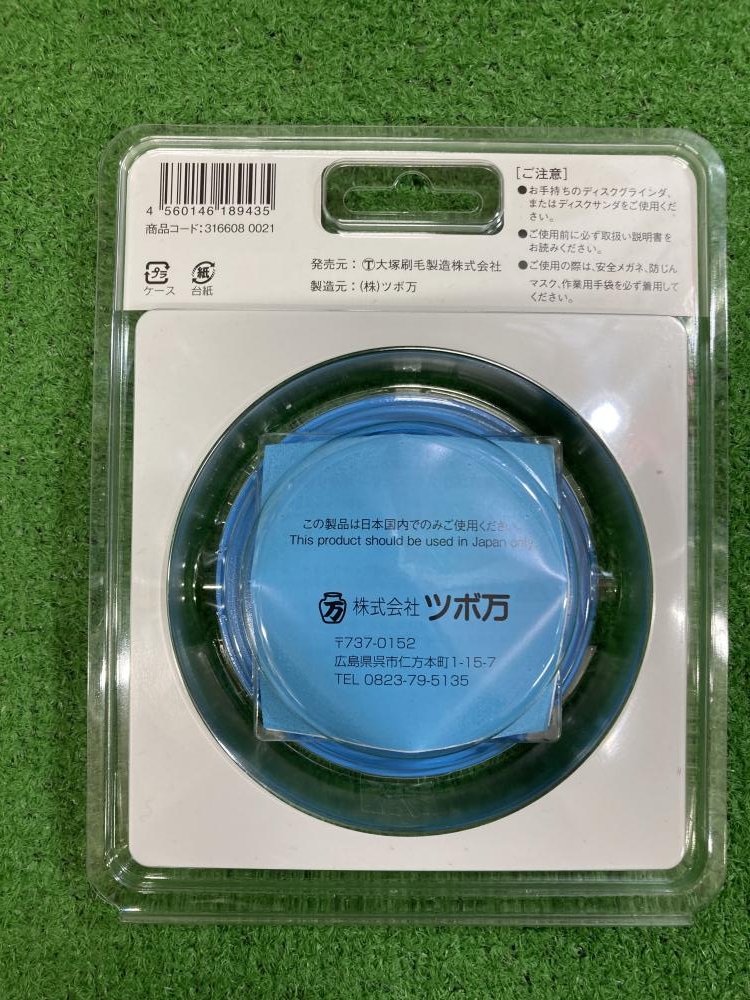 4 560146 189435
商品コード:316608 0021
プラ
ケース
紙
台紙
発売元:Ⓣ大塚刷毛製造株式会社
製造元:(株)ツボ万
[ご注意]
●お手持ちのディスクグラインダ、
またはディスクサンダをご使用くだ
さい。
●ご使用前に必ず取扱い説明書を
お読みください。
●ご使用の際は、安全メガネ、防じん
マスク、作業用手袋を必ず着用して
ください。
この製品は日本国内でのみご使用ください。
This product should be used in Japan only.
万 株式会社 ツボ万
〒737-0152
広島県呉市仁方本町1-15-7
TEL 0823-79-5135